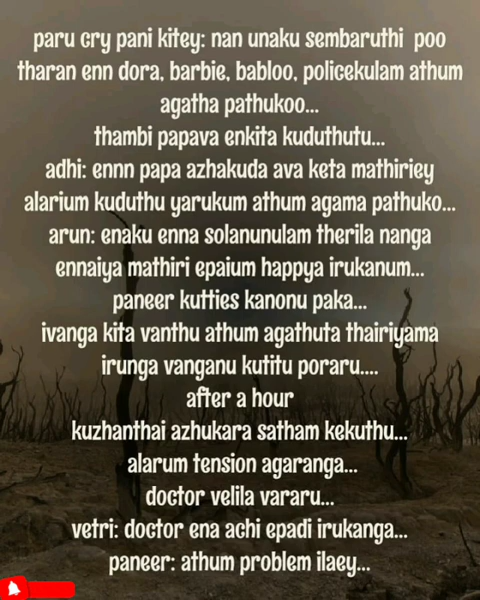 paru cry pani kitey: nan unaku sembaruthi poo
tharan enn dora, barbie, babloo, policekulam athum
agatha pathukoo...
thambi papava enkita kuduthutu...
adhi: ennn papa azhakuda ava keta mathiriey
alarium kuduthu yarukum athum agama pathuko...
arun: enaku enna solanunulam therila nanga
ennaiya mathiri epaium happya irukanum...
paneer kutties kanonu paka...
ivanga kita vanthu athum agathuta thairiyama
irunga vanganu kutitu poraru....
after a hour
kuzhanthai azhukara satham kekuthu...
alarum tension agaranga...
doctor velila vararu...
vetri: doctor ena achi epadi irukanga...
paneer: athum problem ilaey...